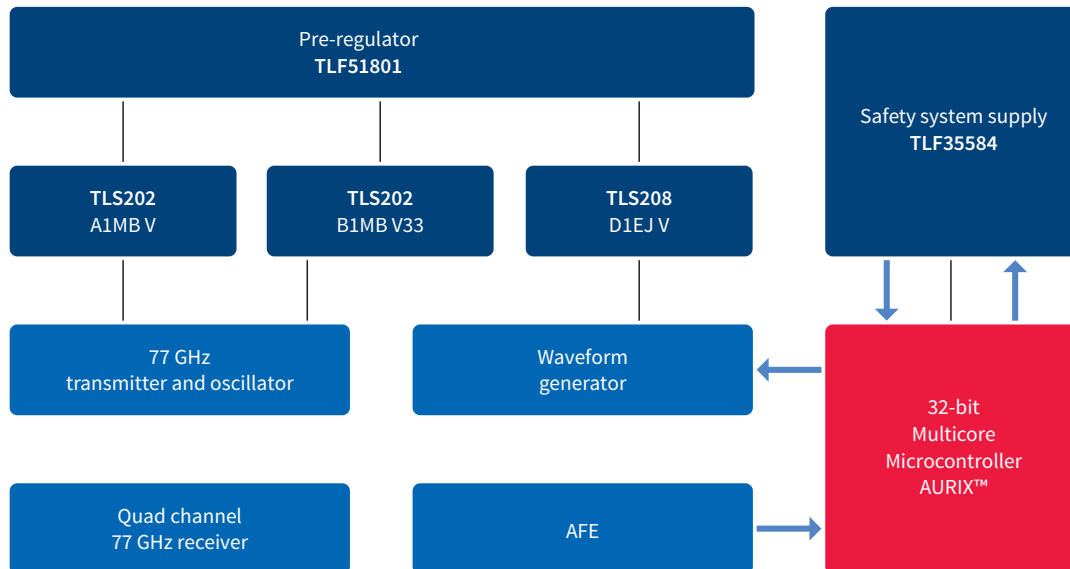 Pre-regulator
TLF51801
Safety system supply
TLF35584
TLS202
A1MB V
TLS202
B1MB V33
TLS208
D1EJ V
77 GHz
transmitter and oscillator
Waveform
generator
32-bit
Multicore
Microcontroller
AURIX™
Quad channel
77 GHz receiver
AFE